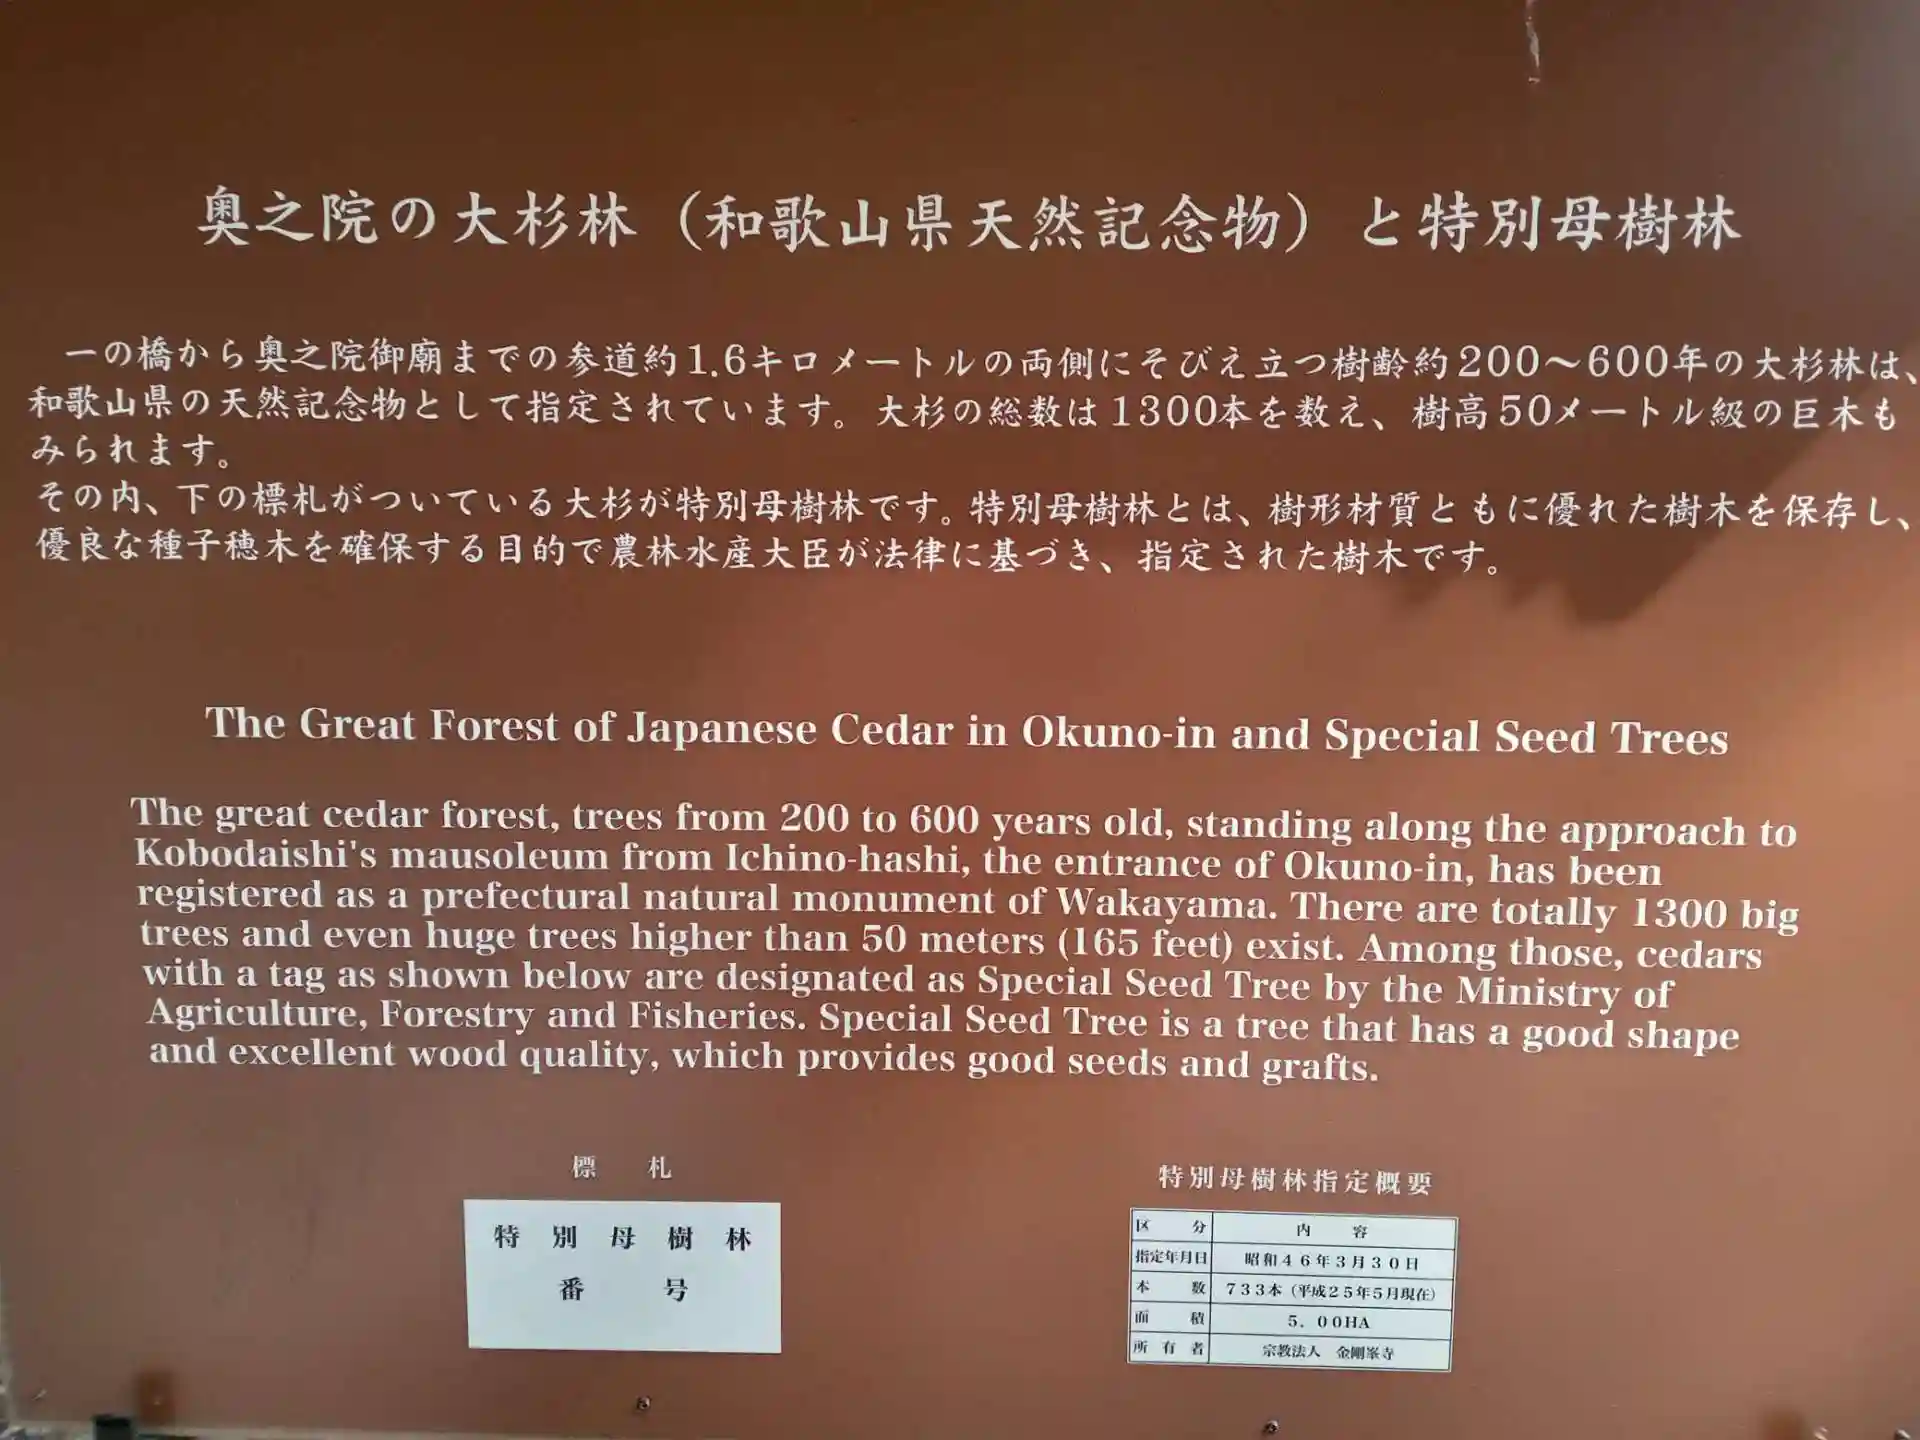 奥之院の大杉林（和歌山県天然記念物）と特別母樹林
一の橋から奥之院御廟までの参道約1.6キロメートルの両側にそびえ立つ樹齢約200～600年の大杉林は、
和歌山県の天然記念物として指定されています。大杉の総数は1300本を数え、樹高50メートル級の巨木も
みられます。
その内、下の標札がついている大杉が特別母樹林です。特別母樹林とは、樹形材質ともに優れた樹木を保存し、
優良な種子穂木を確保する目的で農林水産大臣が法律に基づき、指定された樹木です。
The Great Forest of Japanese Cedar in Okuno-in and Special Seed Trees
The great cedar forest, trees from 200 to 600 years old, standing along the approach to
Kobodaishi's mausoleum from Ichino-hashi, the entrance of Okuno-in, has been
registered as a prefectural natural monument of Wakayama. There are totally 1300 big
trees and even huge trees higher than 50 meters (165 feet) exist. Among those, cedars
with a tag as shown below are designated as Special Seed Tree by the Ministry of
Agriculture, Forestry and Fisheries. Special Seed Tree is a tree that has a good shape
and excellent wood quality, which provides good seeds and grafts.
標　札
特別母樹林
番　号
特別母樹林指定概要
区　分　内　容
指定年月日　昭和４６年３月３０日
本　数　７３３本（平成２５年５月現在）
面　積　５．００HA
所有者　宗教法人　金剛峯寺